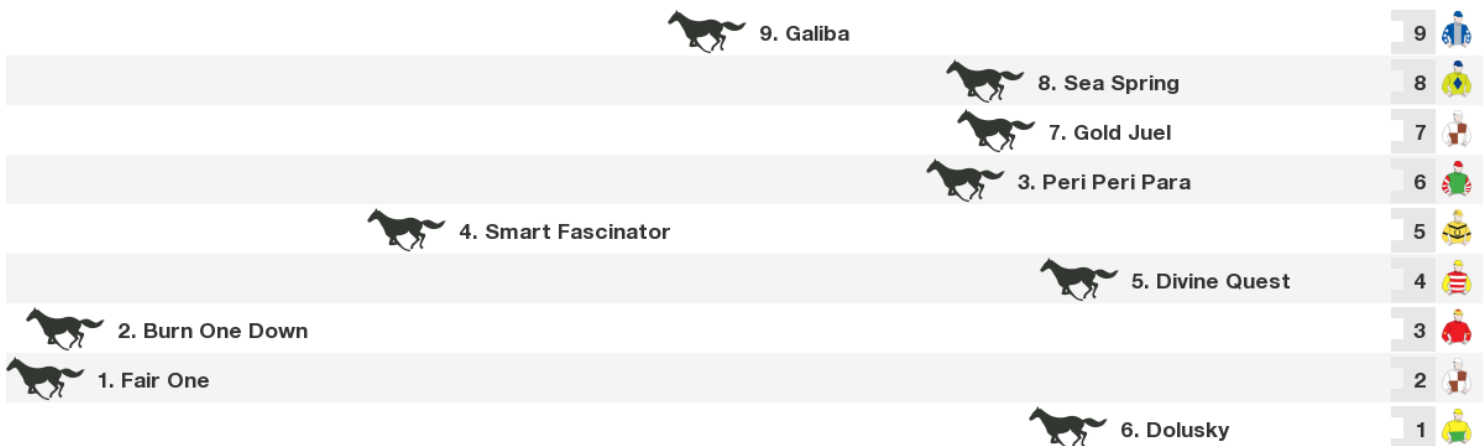 9. Galiba 9
8. Sea Spring 8
7. Gold Juel 7
3. Peri Peri Para 6
4. Smart Fascinator 5
5. Divine Quest 4
2. Burn One Down 3
1. Fair One 2
6. Dolusky 1